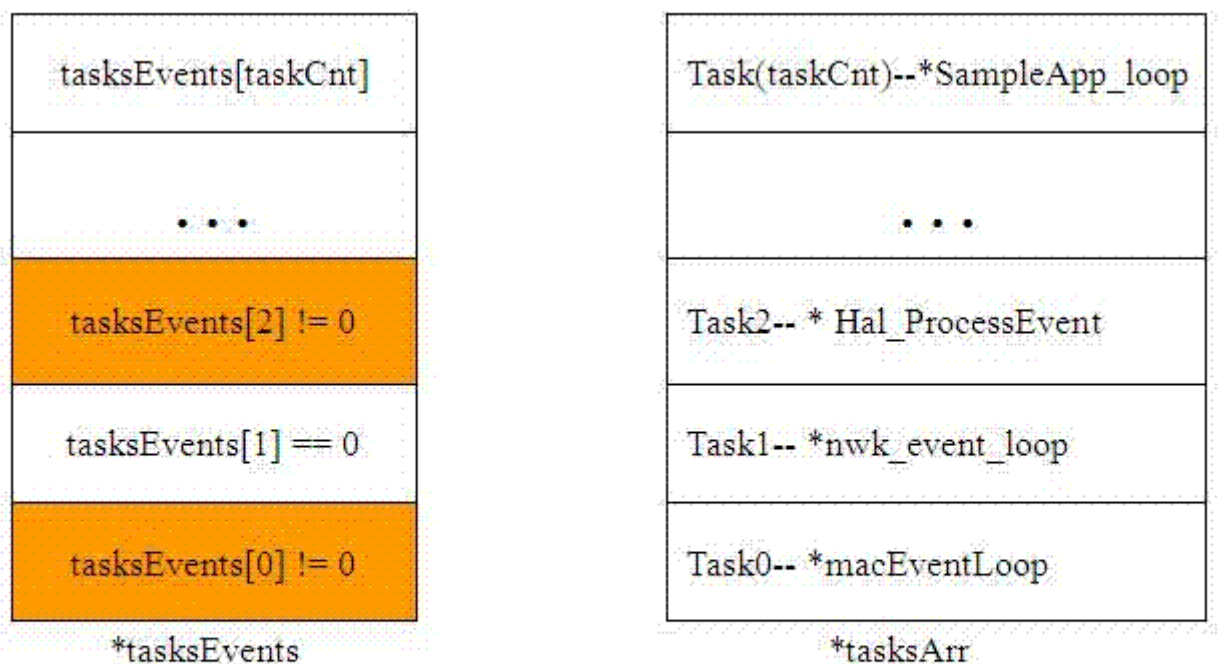 tasksEvents[taskCnt]
. . .
tasksEvents[2] != 0
tasksEvents[1] == 0
tasksEvents[0] != 0
*tasksEvents
Task(taskCnt)--*SampleApp_loop
. . .
Task2-- * Hal_ProcessEvent
Task1-- *nwk_event_loop
Task0-- *macEventLoop
*tasksArr